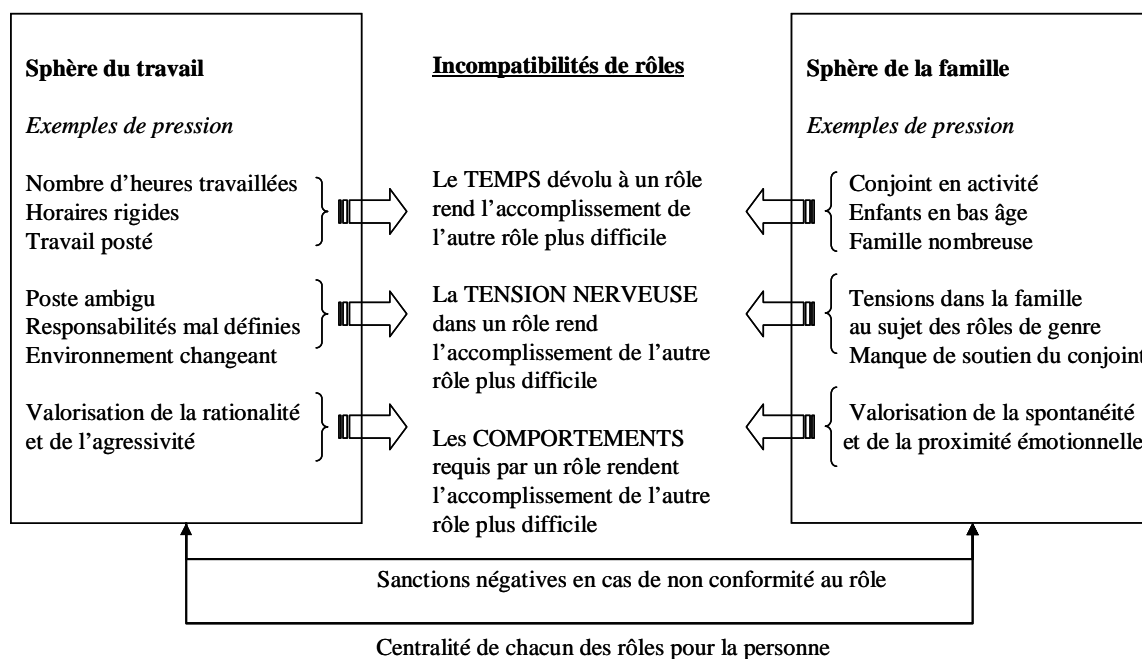 Sphère du travail
Exemples de pression
Nombre d'heures travaillées
Horaires rigides
Travail posté
Poste ambigu
Responsabilités mal définies
Environnement changeant
Valorisation de la rationalité
et de l'agressivité
Incompatibilités de rôles
Le TEMPS dévolu à un rôle
rend l'accomplissement de
l'autre rôle plus difficile
La TENSION NERVEUSE
dans un rôle rend
l'accomplissement de l'autre
rôle plus difficile
Les COMPORTEMENTS
requis par un rôle rendent
l'accomplissement de l'autre
rôle plus difficile
Sphère de la famille
Exemples de pression
Conjoint en activité
Enfants en bas âge
Famille nombreuse
Tensions dans la famille
au sujet des rôles de genre
Manque de soutien du conjoint
Valorisation de la spontanéité
et de la proximité émotionnelle
Sanctions négatives en cas de non conformité au rôle
Centralité de chacun des rôles pour la personne